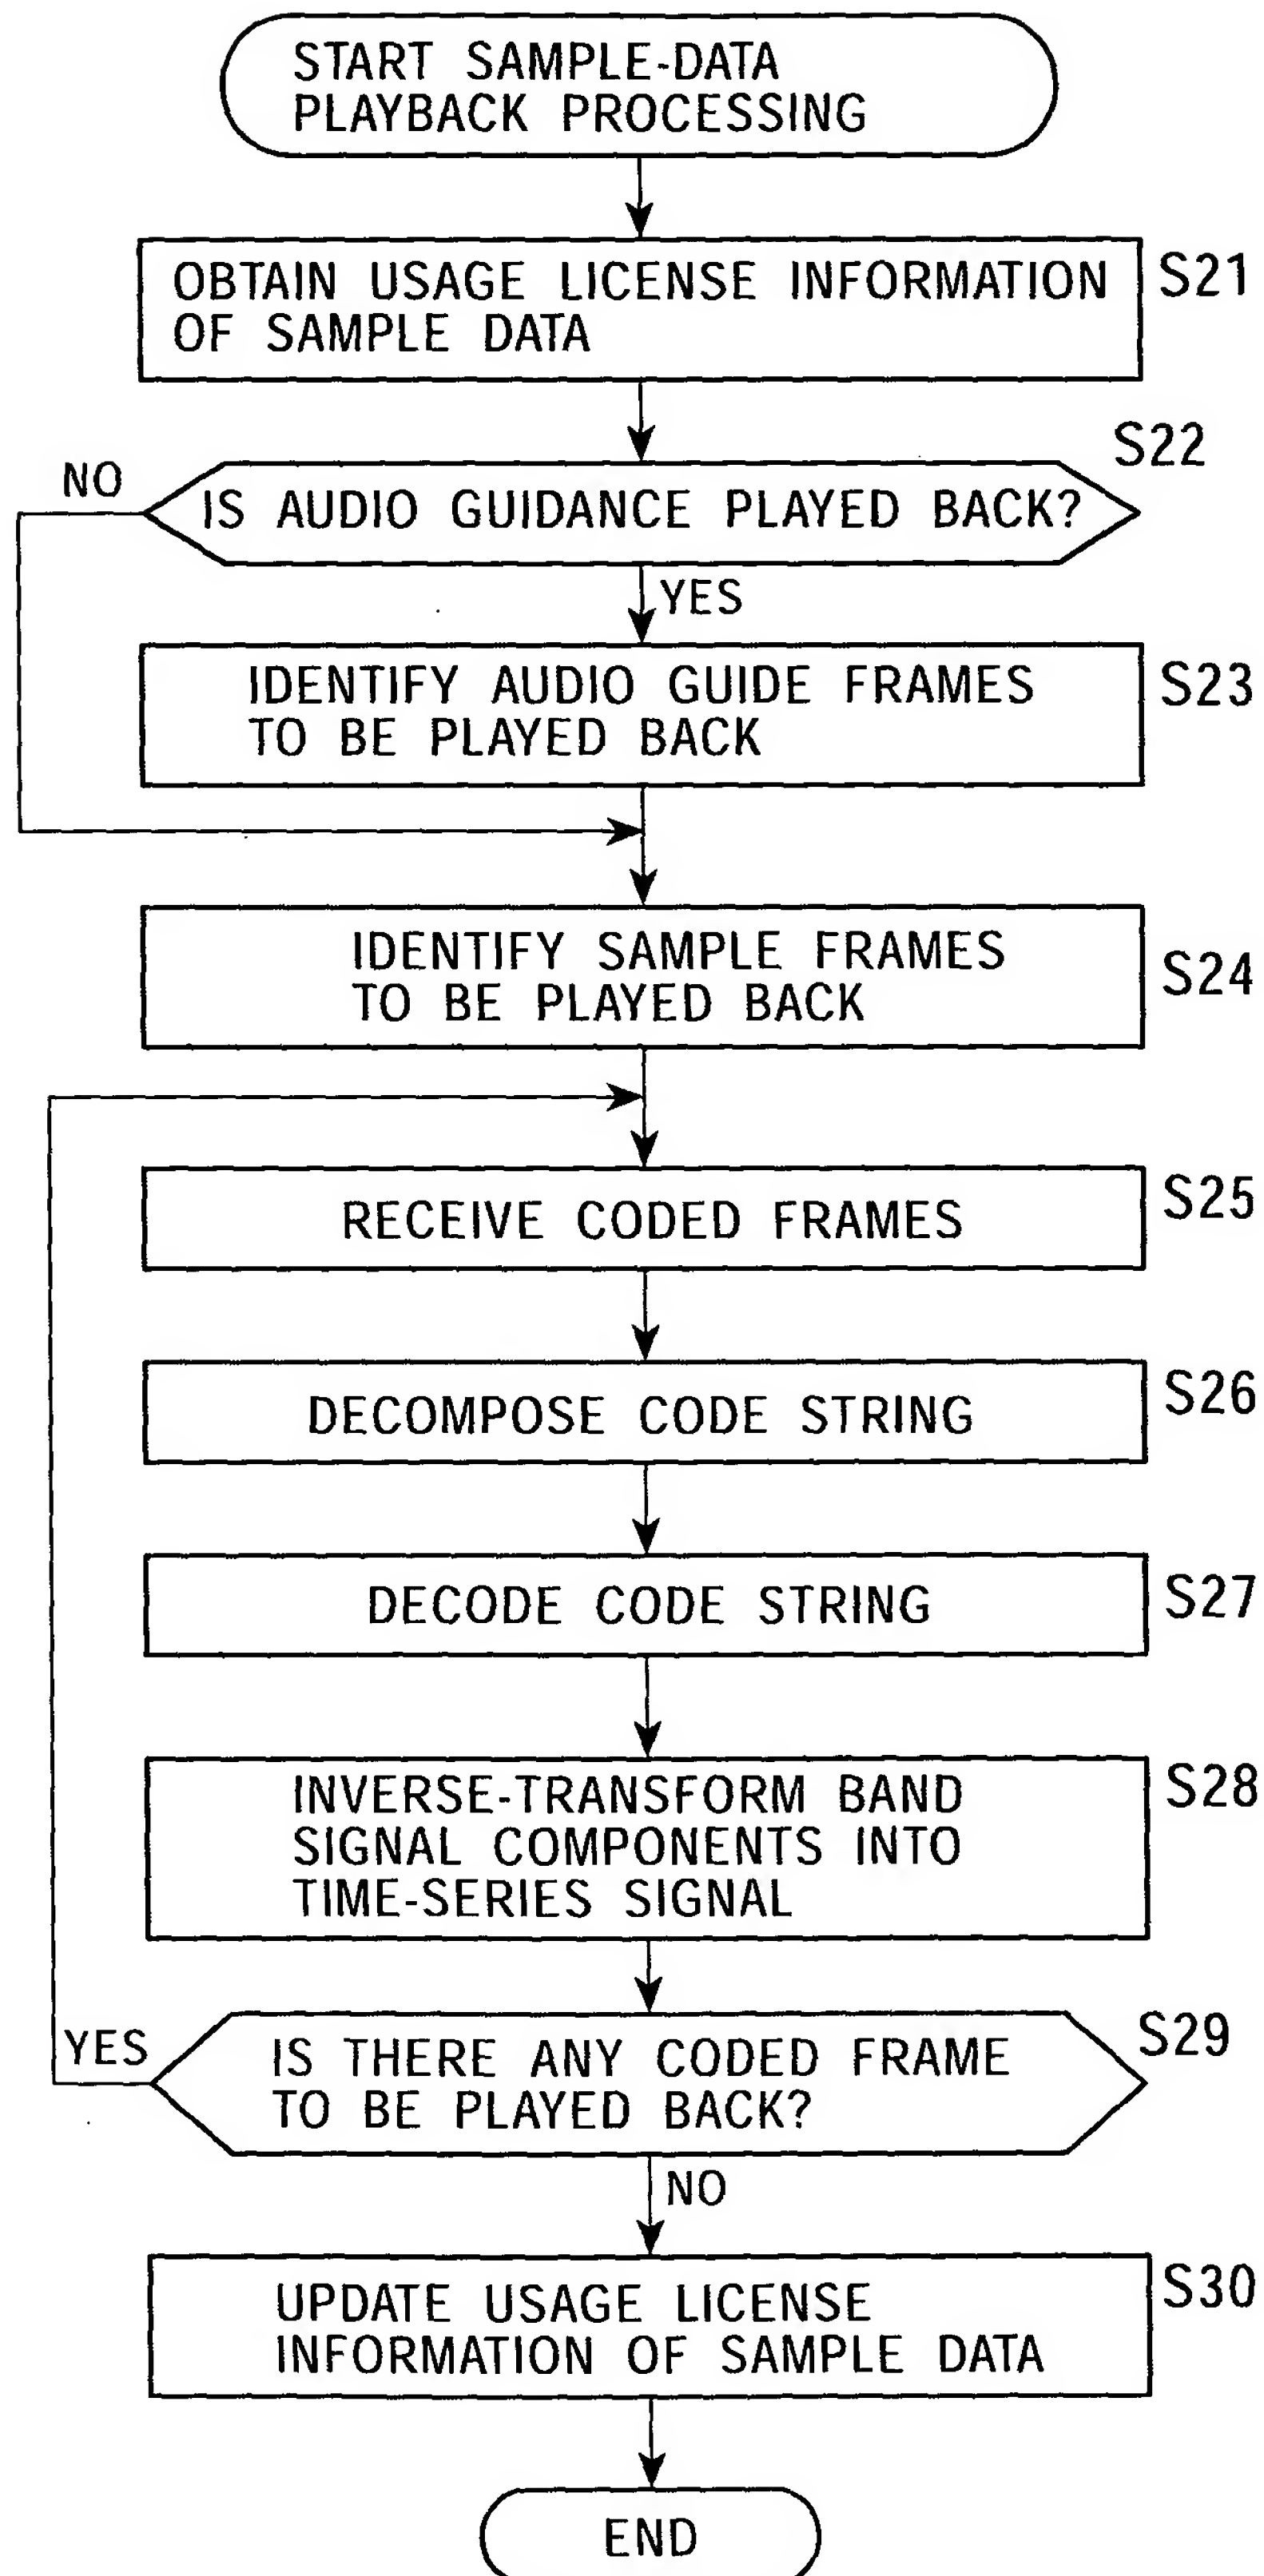 START SAMPLE-DATA
PLAYBACK PROCESSING
OBTAIN USAGE LICENSE INFORMATION
OF SAMPLE DATA
S21
S22
NO
IS AUDIO GUIDANCE PLAYED BACK?
YES
IDENTIFY AUDIO GUIDE FRAMES
TO BE PLAYED BACK
S23
IDENTIFY SAMPLE FRAMES
TO BE PLAYED BACK
S24
RECEIVE CODED FRAMES
S25
DECOMPOSE CODE STRING
S26
DECODE CODE STRING
S27
INVERSE-TRANSFORM BAND
SIGNAL COMPONENTS INTO
TIME-SERIES SIGNAL
S28
YES
IS THERE ANY CODED FRAME
TO BE PLAYED BACK?
S29
NO
UPDATE USAGE LICENSE
INFORMATION OF SAMPLE DATA
S30
END